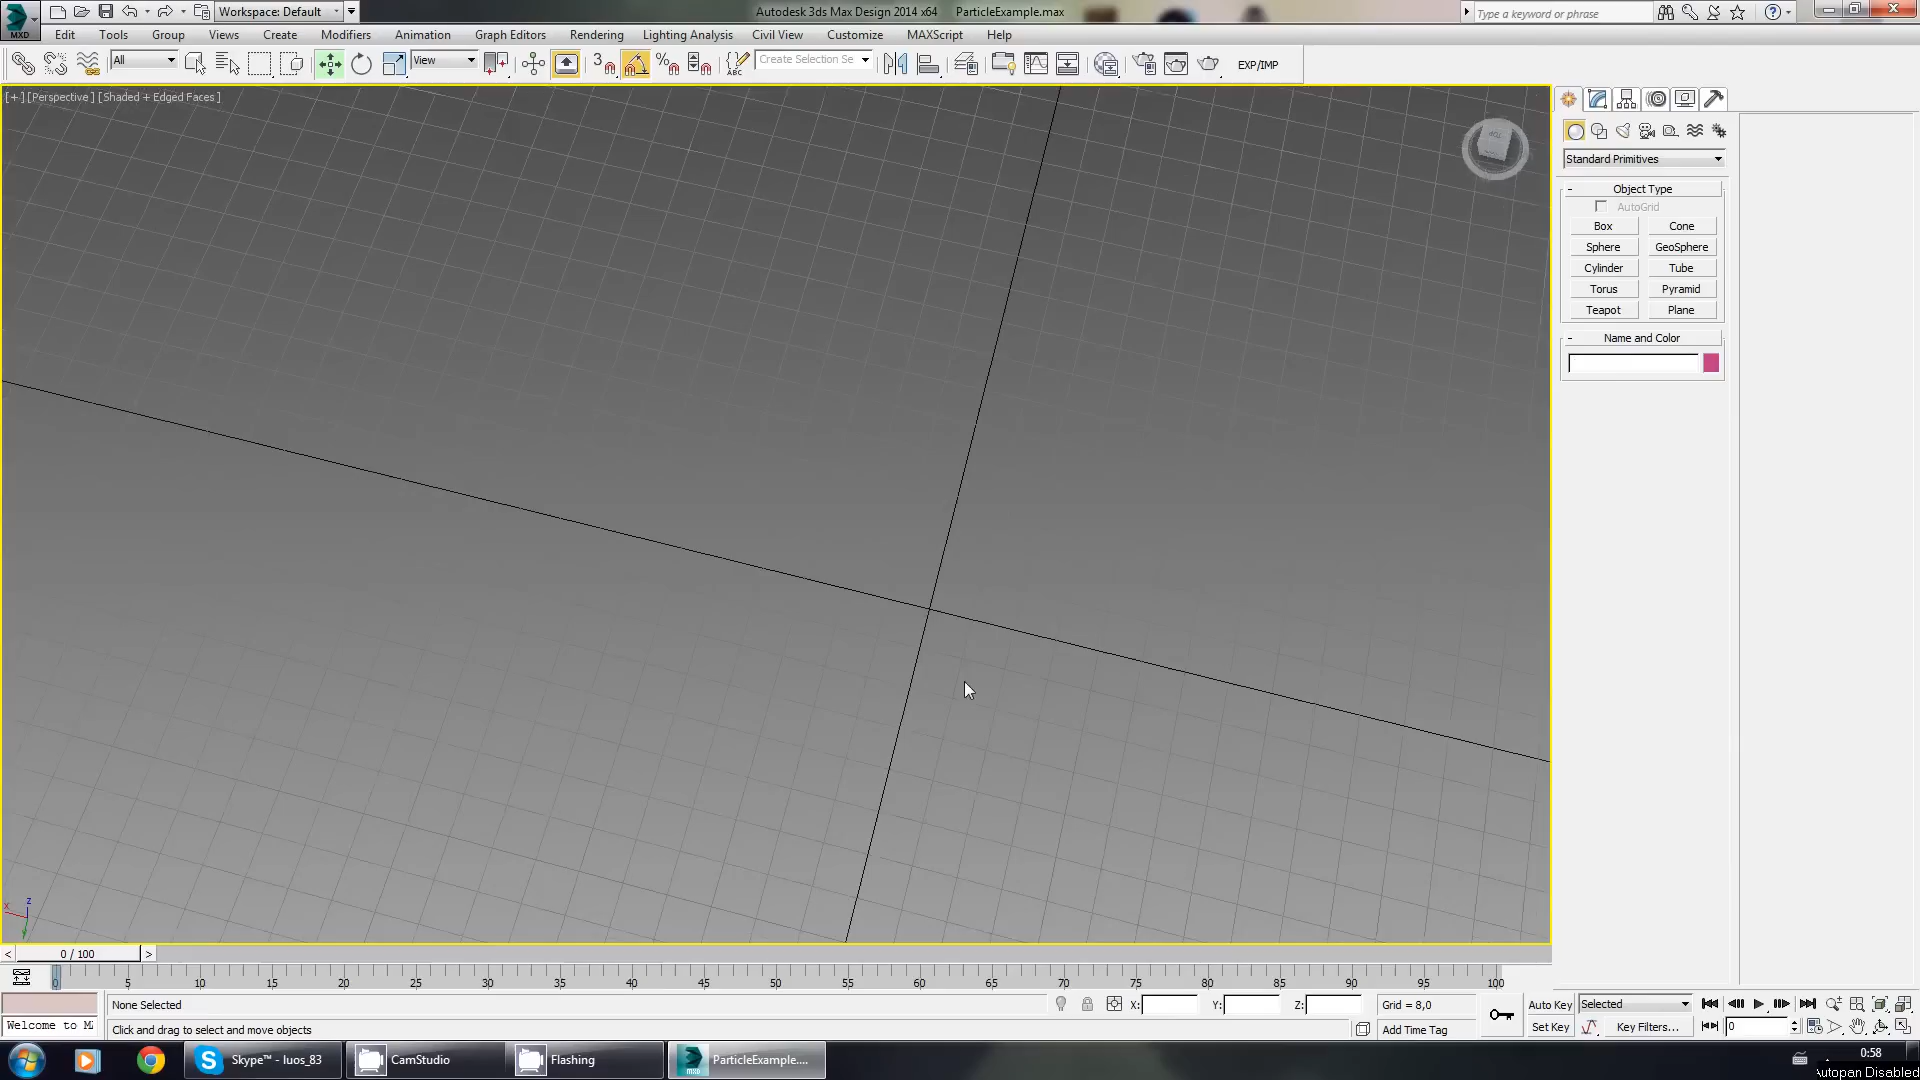 Workspace: Default
Autodesk 3ds Max Design 2014 x64 ParticleExample.max
Type a keyword or phrase
MXD
Edit Tools Group Views Create Modifiers Animation Graph Editors Rendering Lighting Analysis Civil View Customize MAXScript Help
All
View
3
ABC
Create Selection Se
EXP/IMP
[+] [Perspective ] [Shaded + Edged Faces ]
TOP
Standard Primitives
- Object Type
AutoGrid
Box Cone
Sphere GeoSphere
Cylinder Tube
Torus Pyramid
Teapot Plane
- Name and Color
x z
y
< 0 / 100 >
0 5 10 15 20 25 30 35 40 45 50 55 60 65 70 75 80 85 90 95 100
None Selected X: Y: Z: Grid = 8,0 Auto Key Selected
Welcome to M
Click and drag to select and move objects Add Time Tag Set Key Key Filters... 0
Skype™ - luos_83 CamStudio Flashing ParticleExample.... 0:58
MXD
utopan Disabled